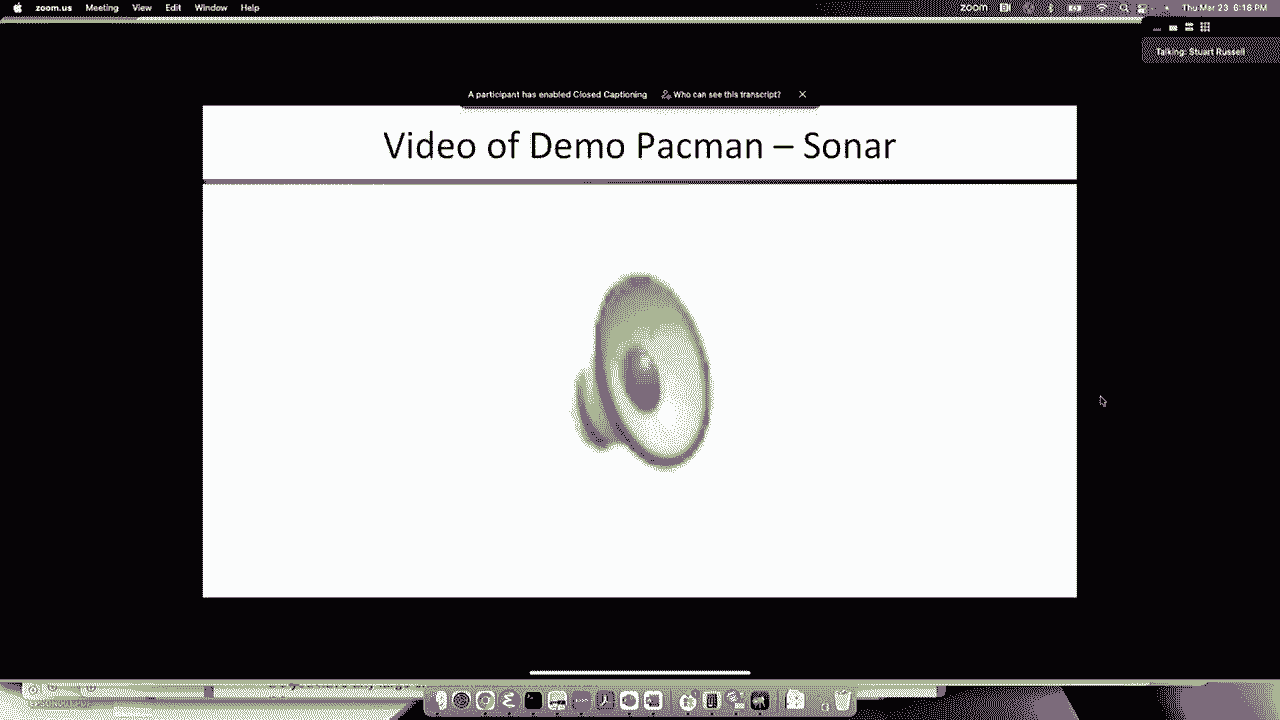 zoom.us Meeting View Edit Window Help
zoom Thu Mar 23 6:16 PM
Talking: Stuart Russell
A participant has enabled Closed Captioning Who can see this transcript?
Video of Demo Pacman – Sonar